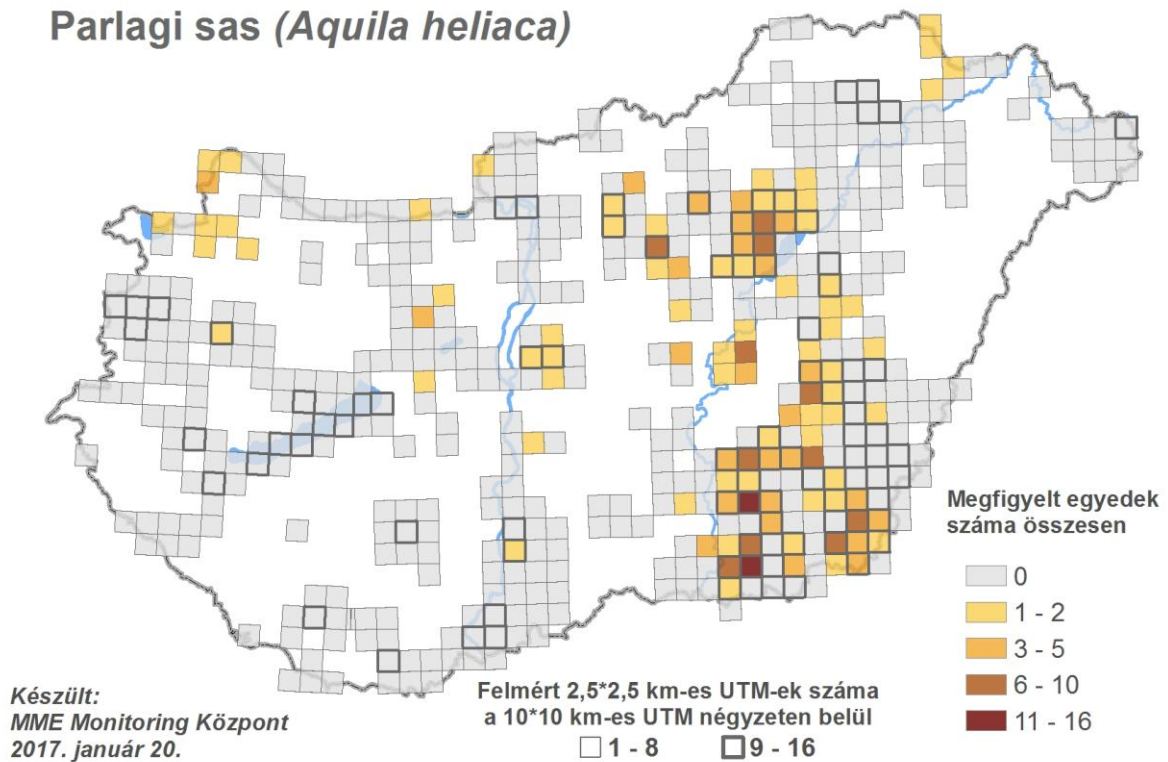 Parlagi sas (Aquila heliaca)
Megfigyelt egyedek
száma összesen
0
1 - 2
3 - 5
6 - 10
11 - 16
Felmért 2,5*2,5 km-es UTM-ek száma
a 10*10 km-es UTM négyzeten belül
1 - 8 9 - 16
Készült:
MME Monitoring Központ
2017. január 20.